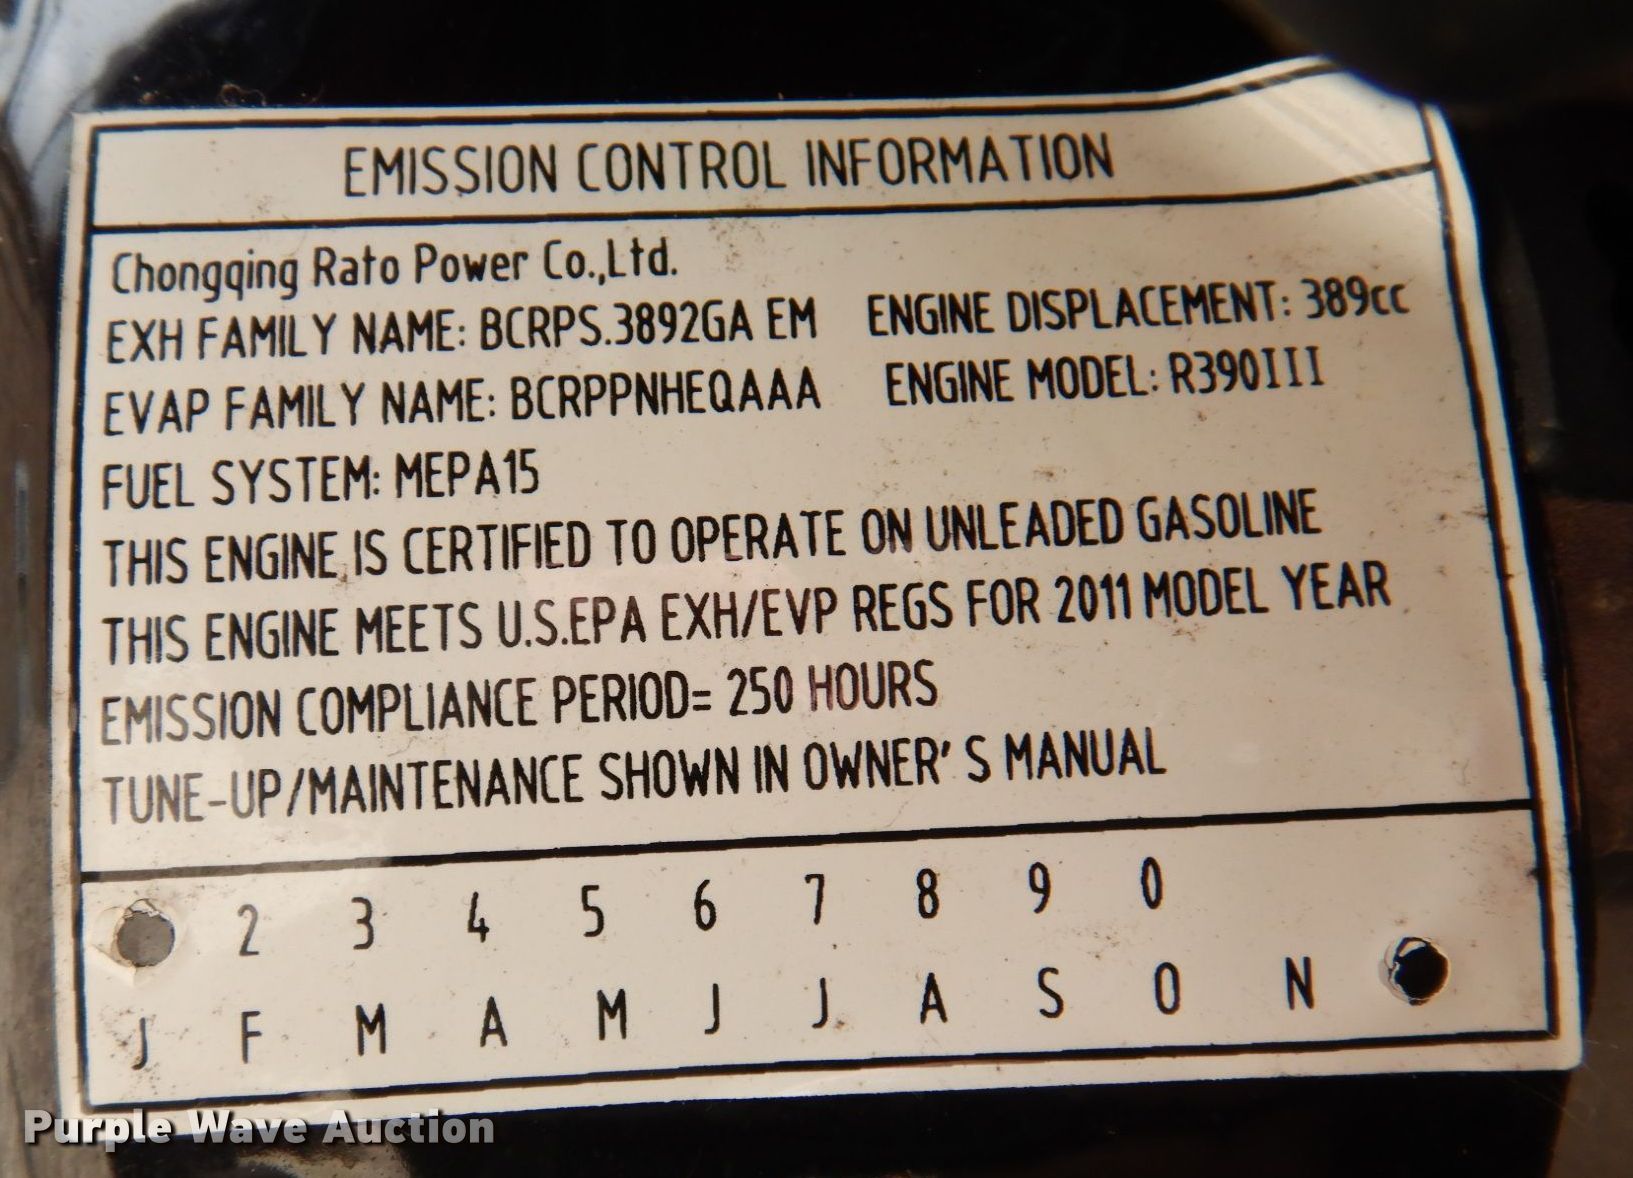 EMISSION CONTROL INFORMATION
Chongqing Rato Power Co.,Ltd.
EXH FAMILY NAME: BCRPS.3892GA EM ENGINE DISPLACEMENT: 389cc
EVAP FAMILY NAME: BCRPPNHEQAAA ENGINE MODEL: R390III
FUEL SYSTEM: MEPA15
THIS ENGINE IS CERTIFIED TO OPERATE ON UNLEADED GASOLINE
THIS ENGINE MEETS U.S.EPA EXH/EVP REGS FOR 2011 MODEL YEAR
EMISSION COMPLIANCE PERIOD= 250 HOURS
TUNE-UP/MAINTENANCE SHOWN IN OWNER' S MANUAL
2 3 4 5 6 7 8 9 0
J F M A M J J A S O N
Purple Wave Auction